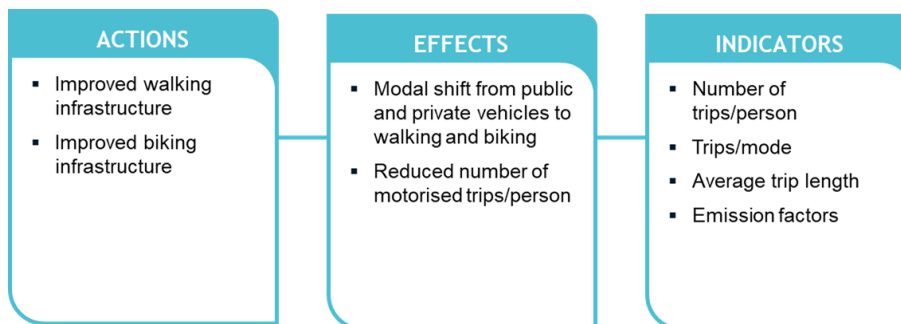 ACTIONS
▪ Improved walking
infrastructure
▪ Improved biking
infrastructure
EFFECTS
▪ Modal shift from public
and private vehicles to
walking and biking
▪ Reduced number of
motorised trips/person
INDICATORS
▪ Number of
trips/person
▪ Trips/mode
▪ Average trip length
▪ Emission factors